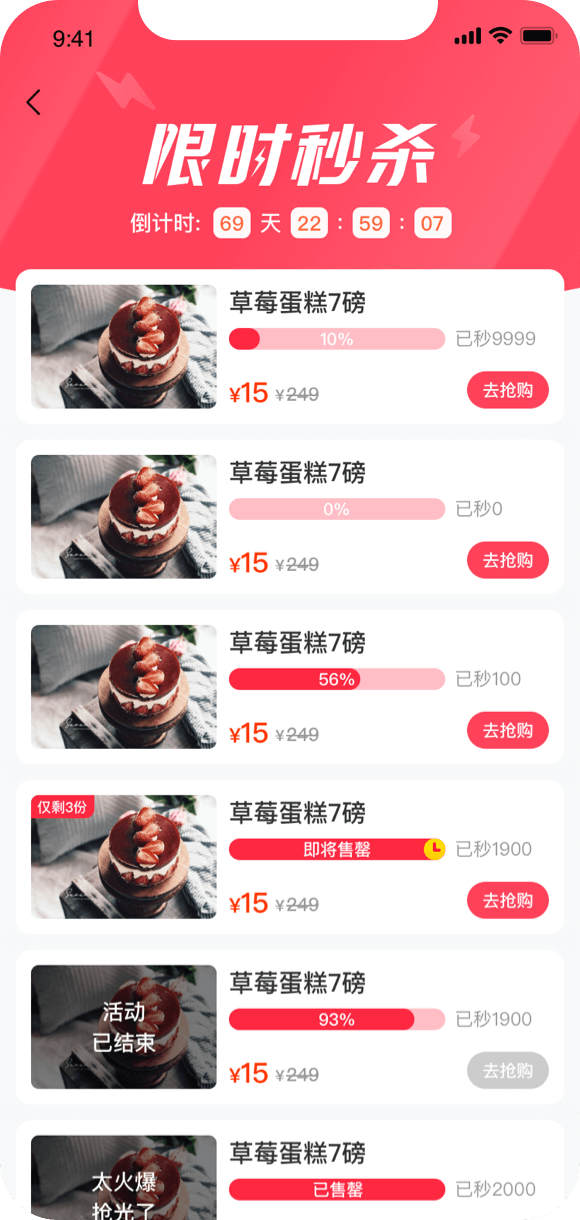 9:41
限时秒杀
倒计时: 69 天 22 : 59 : 07
草莓蛋糕7磅
10% 已秒9999
¥15 ¥249 去抢购
草莓蛋糕7磅
0% 已秒0
¥15 ¥249 去抢购
草莓蛋糕7磅
56% 已秒100
¥15 ¥249 去抢购
仅剩3份
草莓蛋糕7磅
即将售罄 已秒1900
¥15 ¥249 去抢购
活动
已结束
草莓蛋糕7磅
93% 已秒1900
¥15 ¥249 去抢购
太火爆
抢光了
草莓蛋糕7磅
已售罄 已秒2000